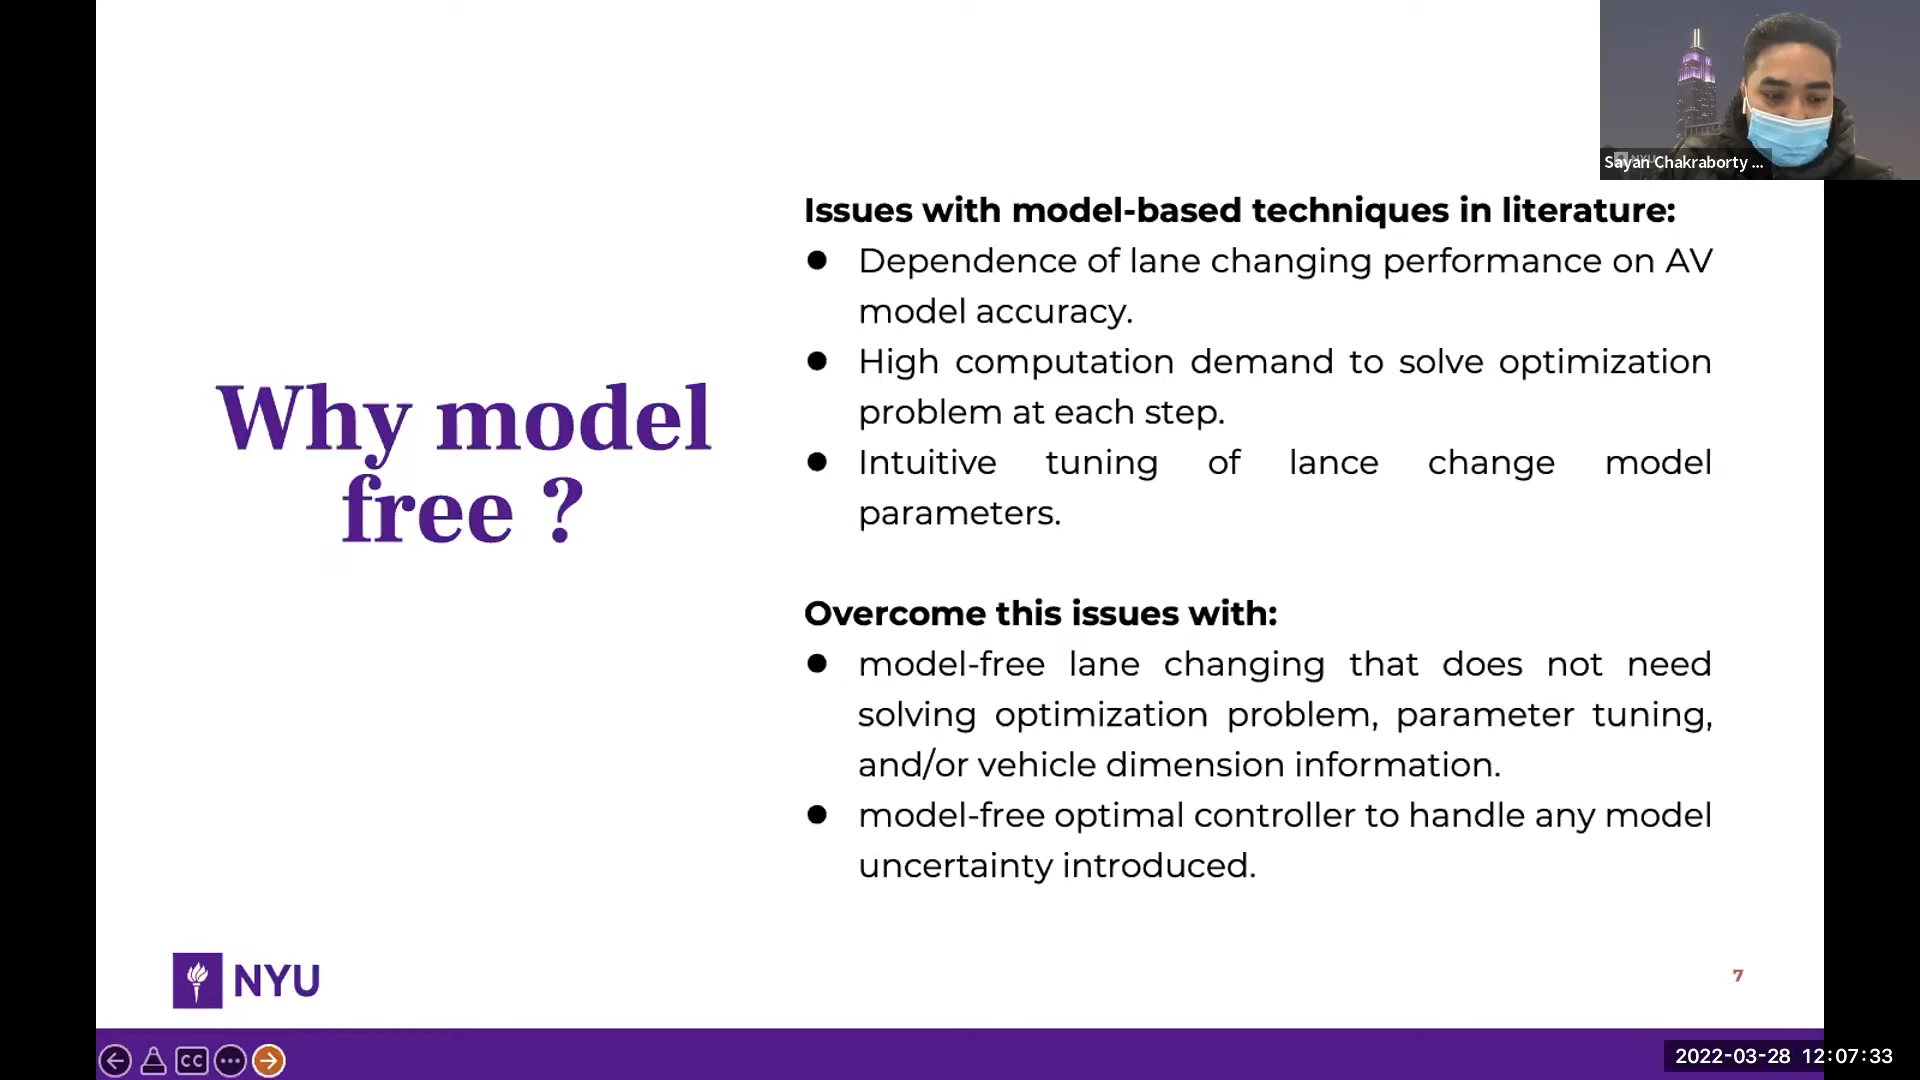 Sayan Chakraborty ...
Issues with model-based techniques in literature:
● Dependence of lane changing performance on AV
model accuracy.
● High computation demand to solve optimization
problem at each step.
● Intuitive tuning of lance change model
parameters.
Why model
free ?
Overcome this issues with:
● model-free lane changing that does not need
solving optimization problem, parameter tuning,
and/or vehicle dimension information.
● model-free optimal controller to handle any model
uncertainty introduced.
NYU
7
CC
2022-03-28 12:07:33